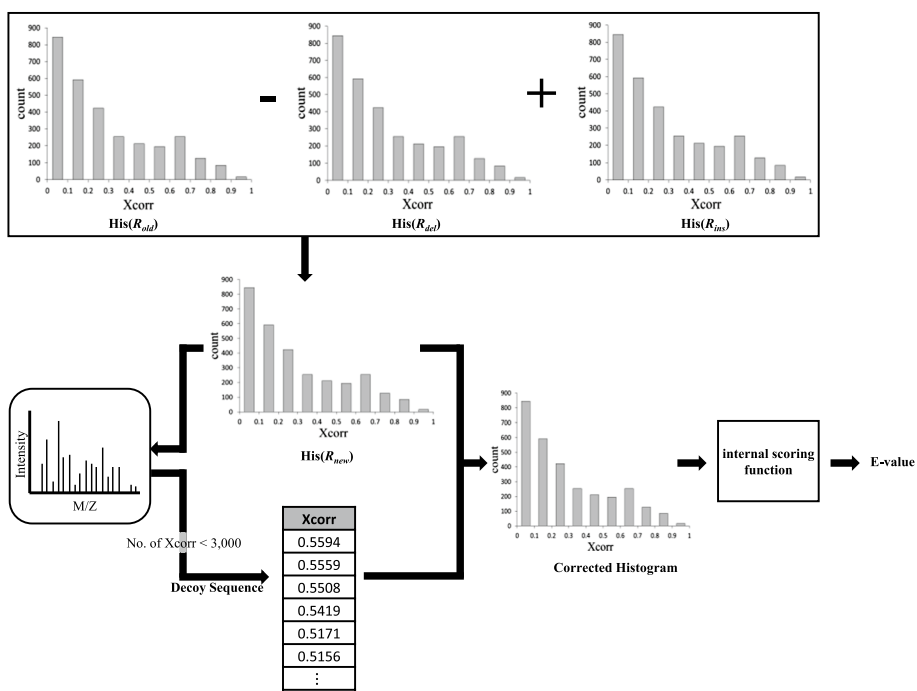 900
800
700
600
500
400
300
200
100
0
count
0 0.1 0.2 0.3 0.4 0.5 0.6 0.7 0.8 0.9 1
Xcorr
His(R_old)
-
900
800
700
600
500
400
300
200
100
0
count
0 0.1 0.2 0.3 0.4 0.5 0.6 0.7 0.8 0.9 1
Xcorr
His(R_del)
+
900
800
700
600
500
400
300
200
100
0
count
0 0.1 0.2 0.3 0.4 0.5 0.6 0.7 0.8 0.9 1
Xcorr
His(R_ins)
900
800
700
600
500
400
300
200
100
0
count
0 0.1 0.2 0.3 0.4 0.5 0.6 0.7 0.8 0.9 1
Xcorr
His(R_new)
Intensity
M/Z
No. of Xcorr < 3,000
Decoy Sequence
Xcorr
0.5594
0.5559
0.5508
0.5419
0.5171
0.5156
⋮
900
800
700
600
500
400
300
200
100
0
count
0 0.1 0.2 0.3 0.4 0.5 0.6 0.7 0.8 0.9 1
Xcorr
Corrected Histogram
internal scoring
function
E-value